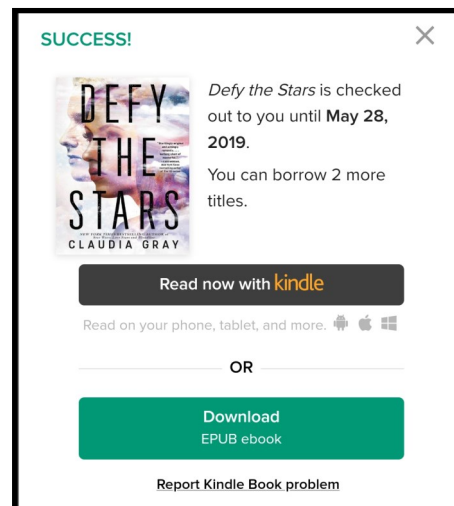 SUCCESS!
DEFY
THE
STARS
CLAUDIA GRAY
Defy the Stars is checked
out to you until May 28,
2019.
You can borrow 2 more
titles.
Read now with kindle
Read on your phone, tablet, and more.
OR
Download
EPUB ebook
Report Kindle Book problem